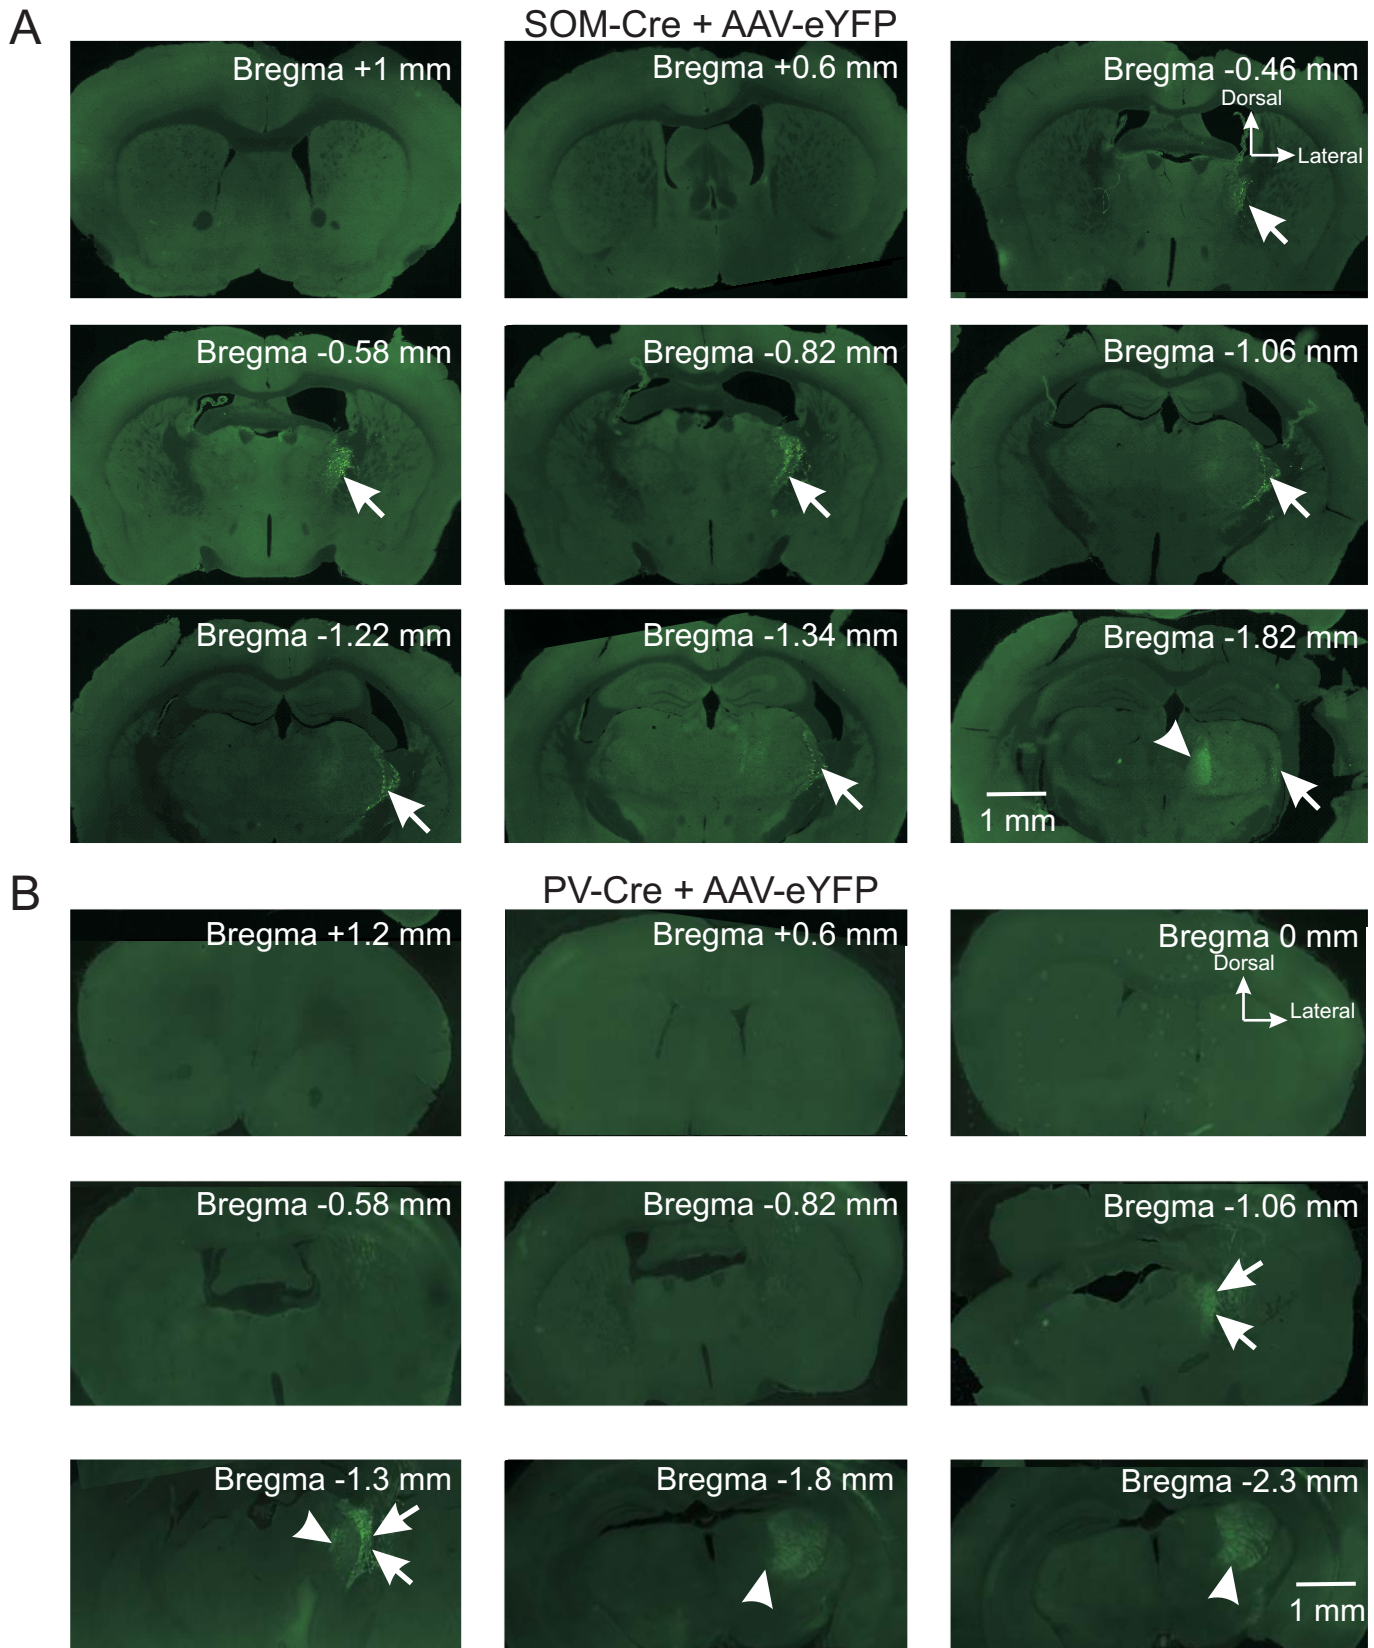 A
SOM-Cre + AAV-eYFP
Bregma +1 mm
Bregma +0.6 mm
Bregma -0.46 mm
Dorsal
Lateral
Bregma -0.58 mm
Bregma -0.82 mm
Bregma -1.06 mm
Bregma -1.22 mm
Bregma -1.34 mm
Bregma -1.82 mm
1 mm
B
PV-Cre + AAV-eYFP
Bregma +1.2 mm
Bregma +0.6 mm
Bregma 0 mm
Dorsal
Lateral
Bregma -0.58 mm
Bregma -0.82 mm
Bregma -1.06 mm
Bregma -1.3 mm
Bregma -1.8 mm
Bregma -2.3 mm
1 mm